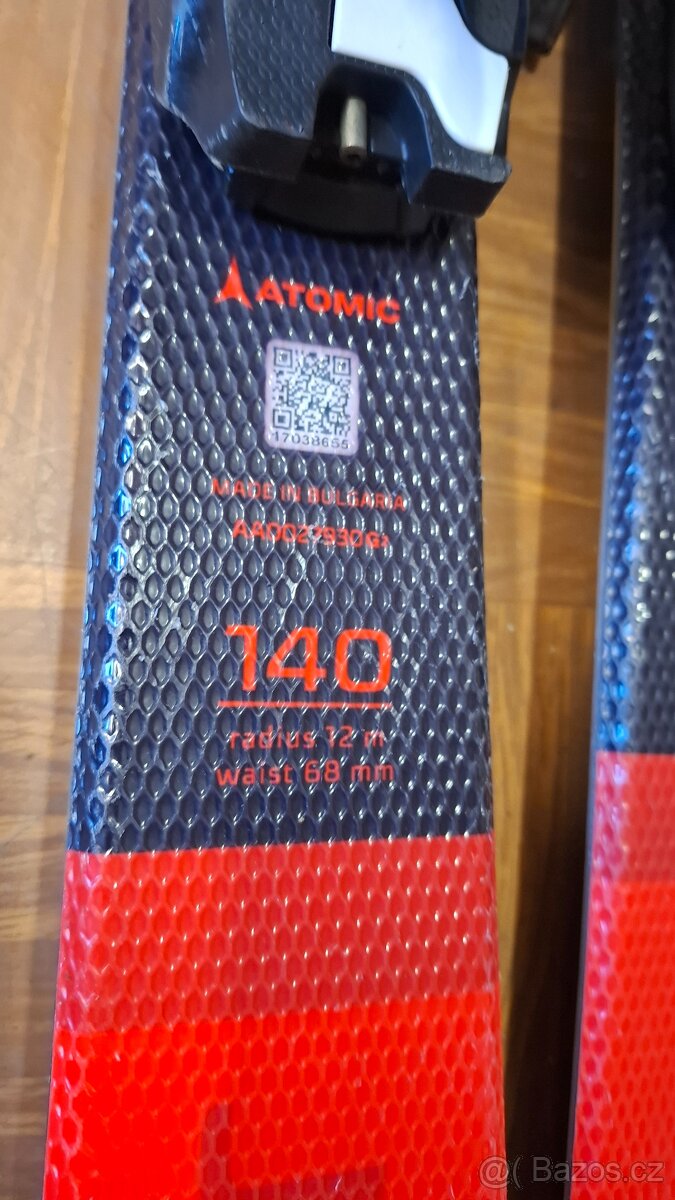 ATOMIC
17038655
MADE IN BULGARIA
140
radius 12 m
waist 68 mm
@( Bazos.cz